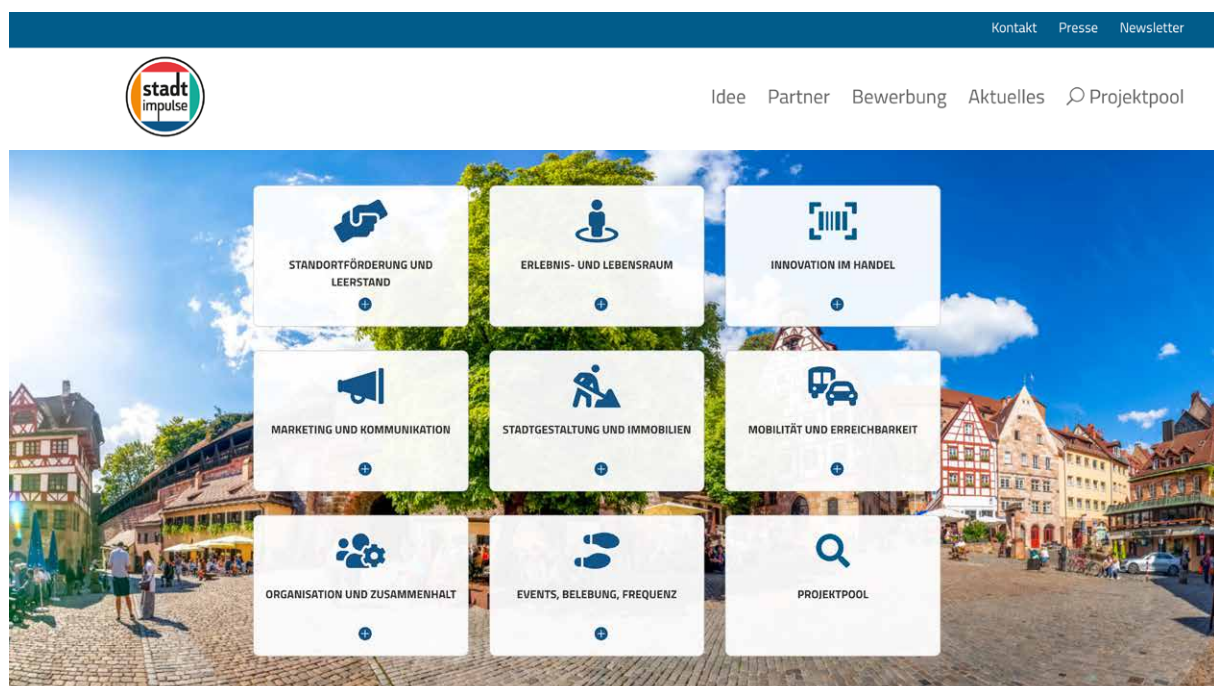 Kontakt Presse Newsletter
stadt
impulse
Idee Partner Bewerbung Aktuelles Projektpool
STANDORTFÖRDERUNG UND
LEERSTAND
ERLEBNIS- UND LEBENSRAUM
INNOVATION IM HANDEL
MARKETING UND KOMMUNIKATION
STADTGESTALTUNG UND IMMOBILIEN
MOBILITÄT UND ERREICHBARKEIT
ORGANISATION UND ZUSAMMENHALT
EVENTS, BELEBUNG, FREQUENZ
PROJEKTPOOL